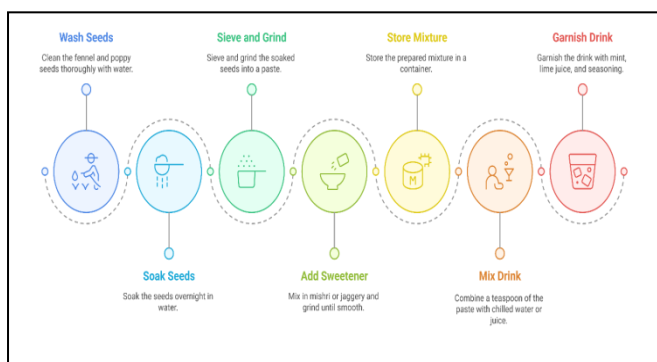 Wash Seeds
Clean the fennel and poppy
seeds thoroughly with water.
Sieve and Grind
Sieve and grind the soaked
seeds into a paste.
Store Mixture
Store the prepared mixture in a
container.
Garnish Drink
Garnish the drink with mint,
lime juice, and seasoning.
M
Soak Seeds
Soak the seeds overnight in
water.
Add Sweetener
Mix in mishri or jaggery and
grind until smooth.
Mix Drink
Combine a teaspoon of the
paste with chilled water or
juice.